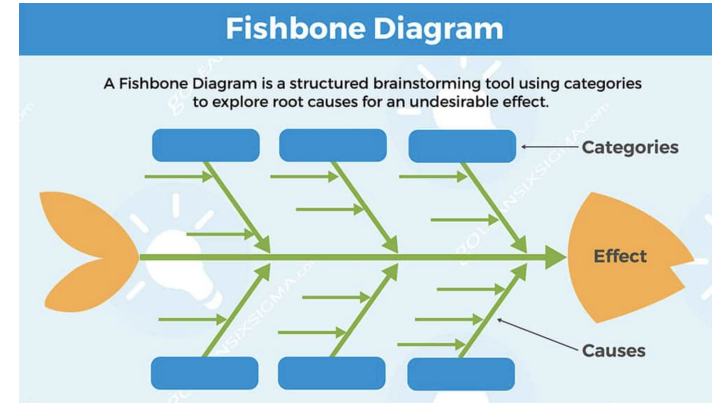 Fishbone Diagram
A Fishbone Diagram is a structured brainstorming tool using categories
to explore root causes for an undesirable effect.
Categories
Effect
Causes